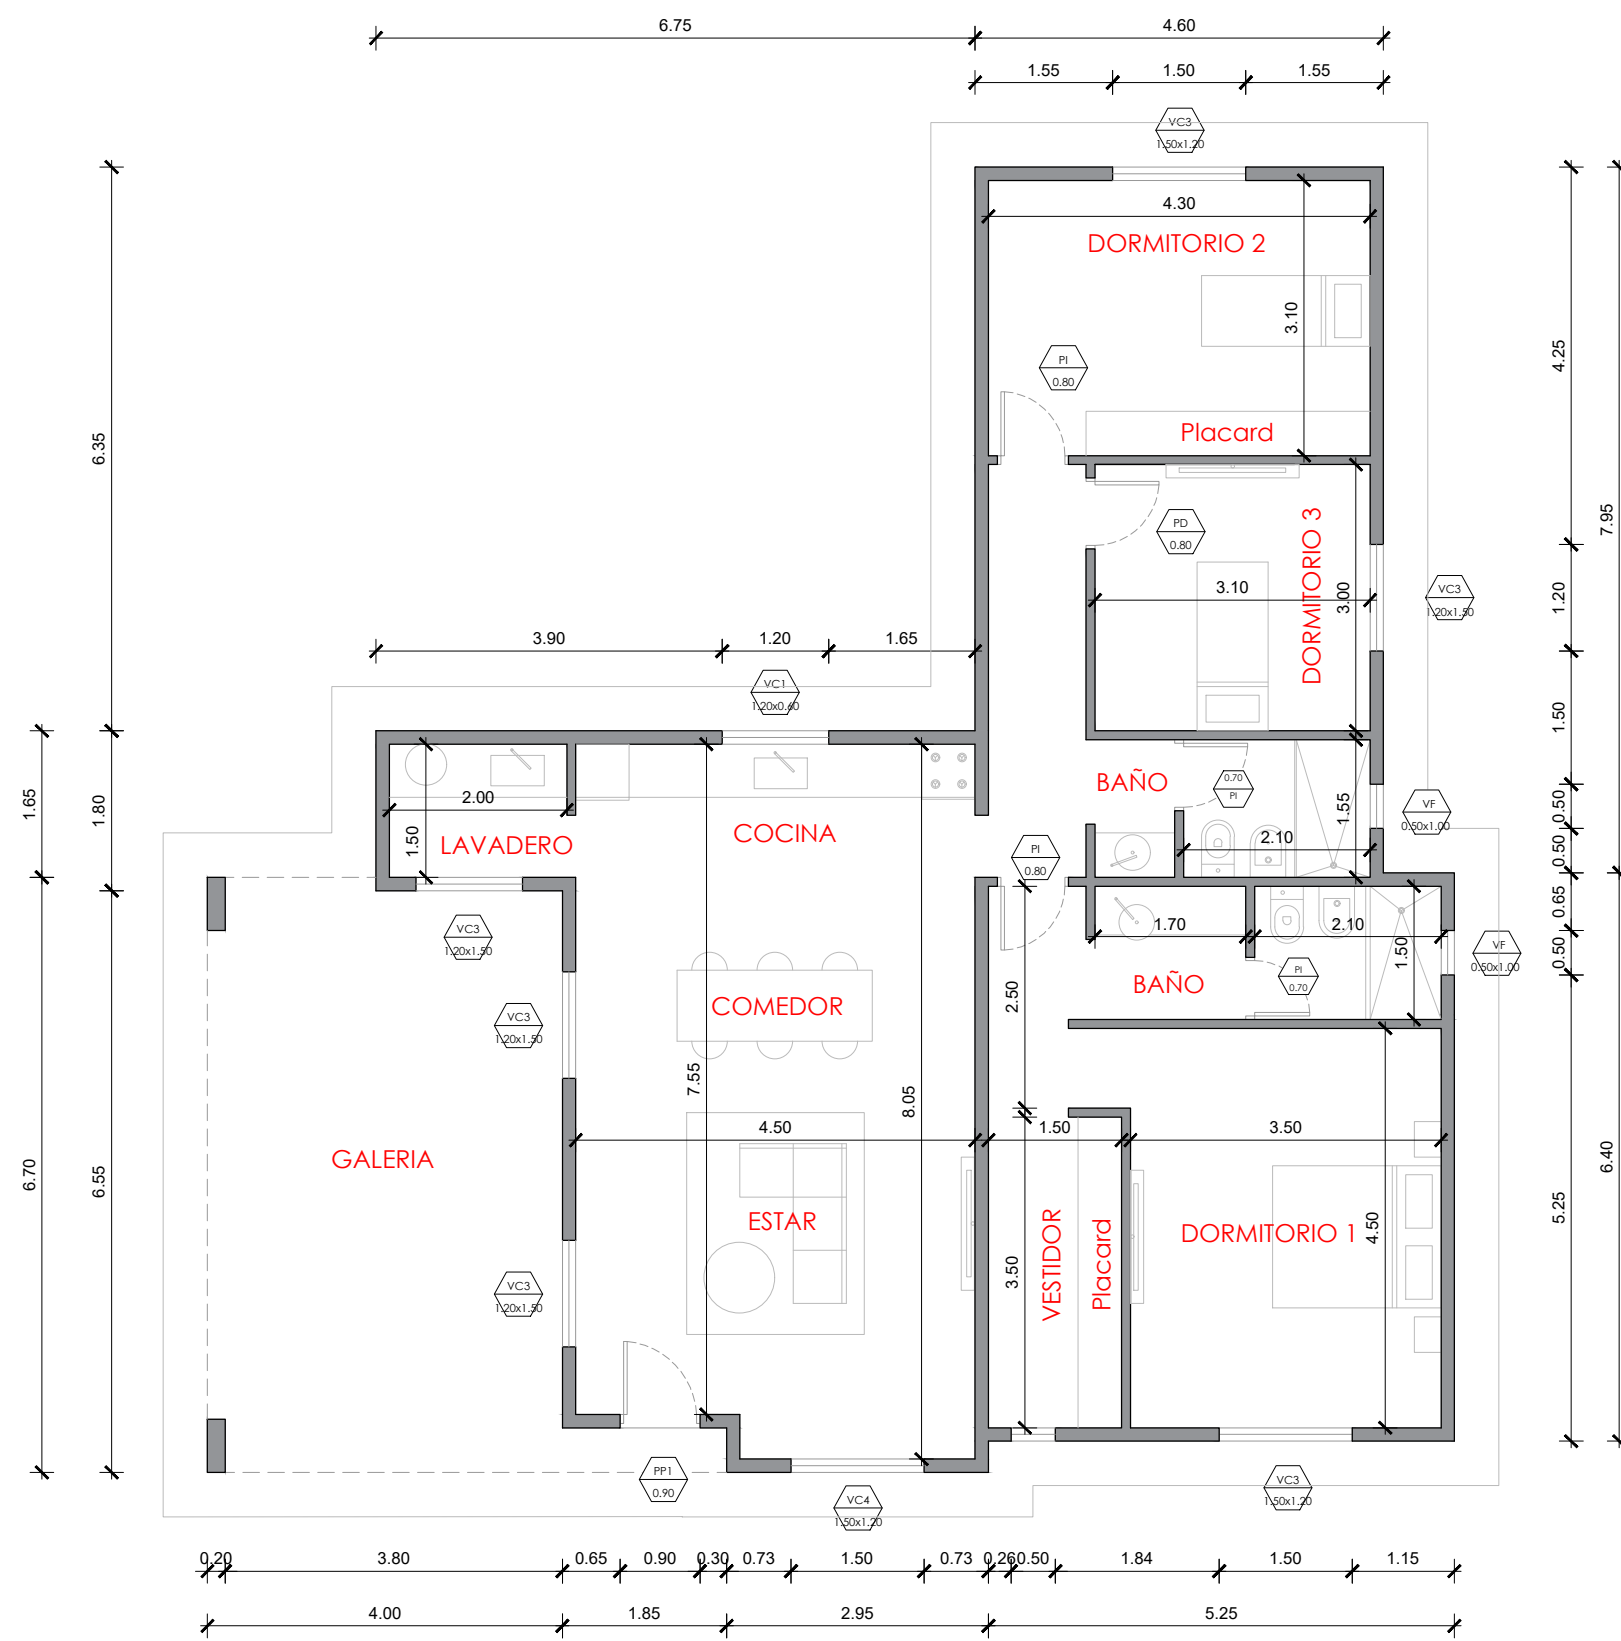 6.75
4.60
1.55
1.50
1.55
VC3
1.50x1.20
4.30
DORMITORIO 2
3.10
4.25
PI
0.80
Placard
6.35
7.95
PD
0.80
DORMITORIO 3
3.10
3.00
VC3
1.20x1.50
1.20
3.90
1.20
1.65
VC1
1.20x0.60
1.50
1.65
1.80
2.00
1.50
LAVADERO
COCINA
BAÑO
0.70
PI
1.55
2.10
VF
0.50x1.00
0.50
0.50
PI
0.80
VC3
1.20x1.50
1.70
2.10
1.50
0.65
VF
0.50x1.00
0.50
BAÑO
PI
0.70
2.50
COMEDOR
VC3
1.20x1.50
7.55
8.05
4.50
1.50
3.50
GALERIA
6.70
6.55
ESTAR
VESTIDOR
Placard
3.50
DORMITORIO 1
4.50
5.25
6.40
VC3
1.20x1.50
PP1
0.90
VC4
1.50x1.20
VC3
1.50x1.20
0.20
3.80
0.65
0.90
0.30
0.73
1.50
0.73
0.26
0.50
1.84
1.50
1.15
4.00
1.85
2.95
5.25